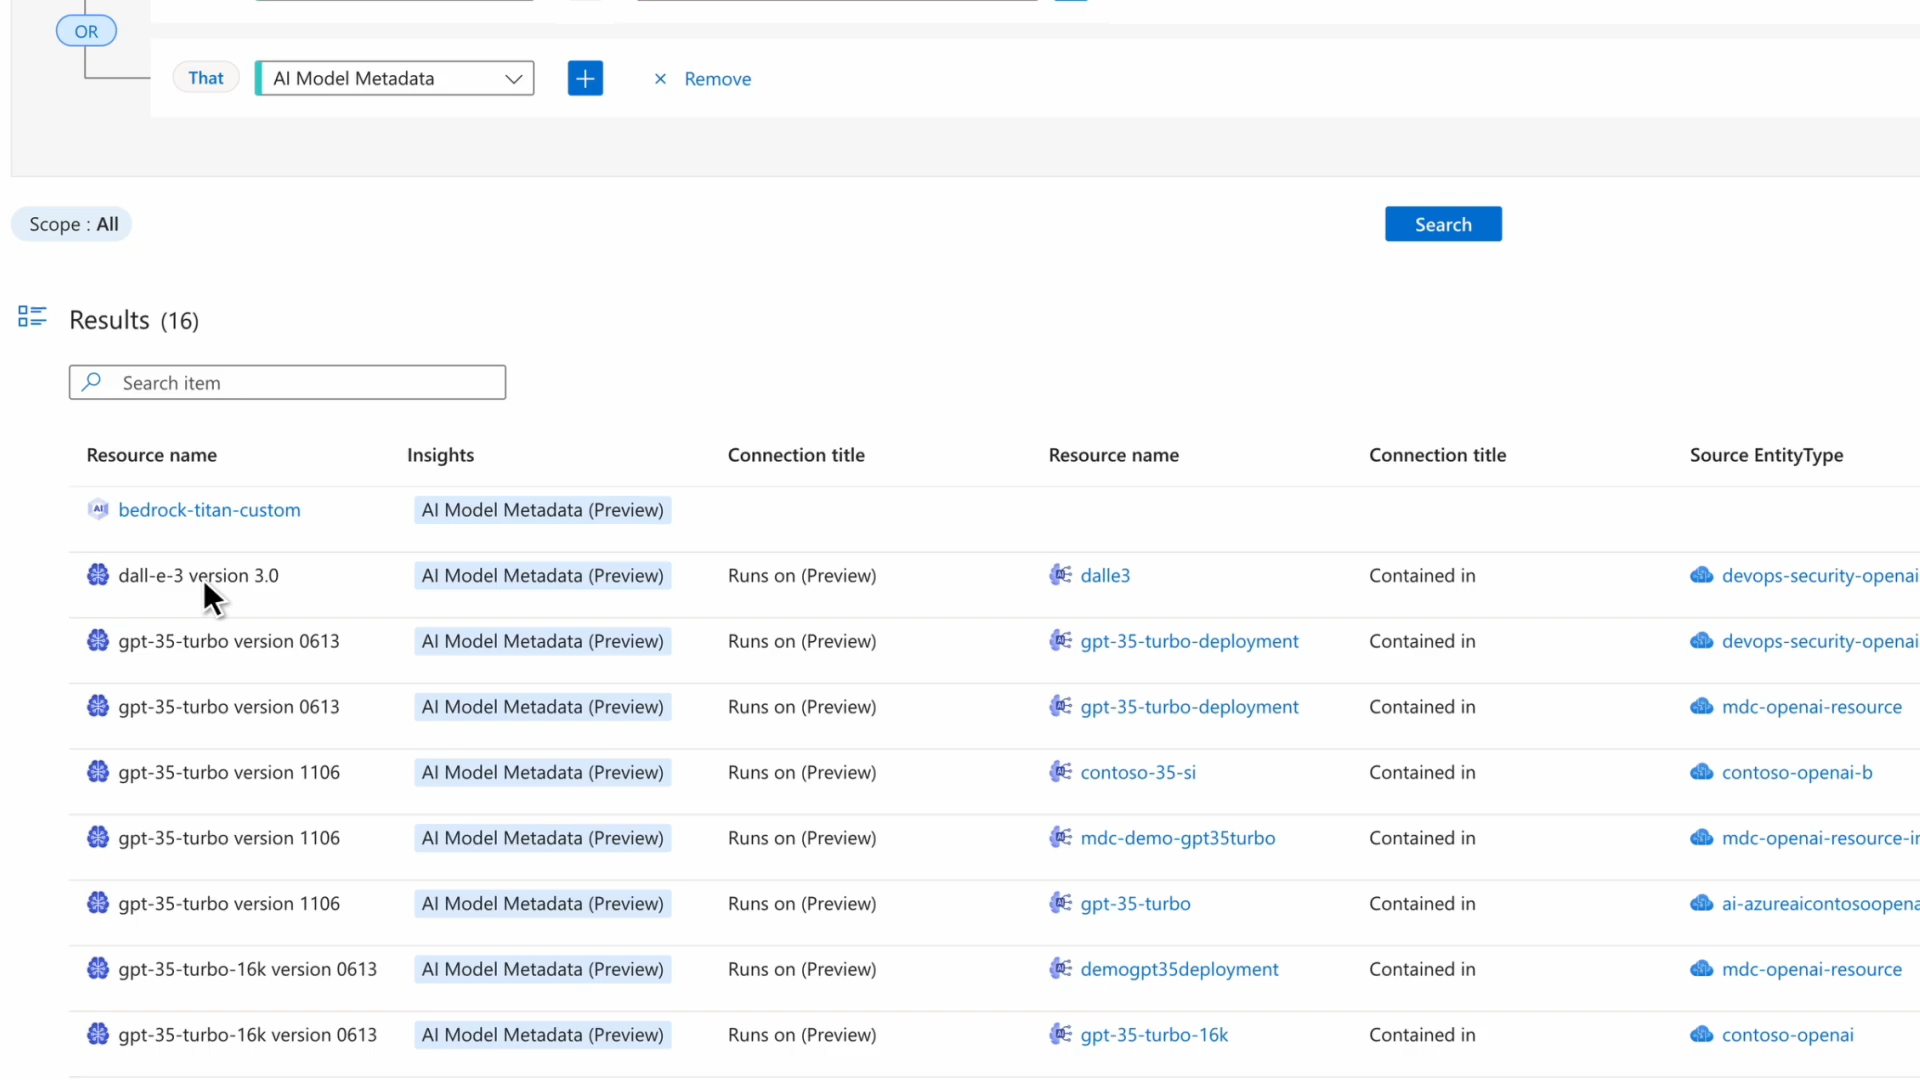 OR
That AI Model Metadata + × Remove
Scope : All Search
Results (16)
Search item
Resource name Insights Connection title Resource name Connection title Source EntityType
bedrock-titan-custom AI Model Metadata (Preview)
dall-e-3 version 3.0 AI Model Metadata (Preview) Runs on (Preview) dalle3 Contained in devops-security-openai
gpt-35-turbo version 0613 AI Model Metadata (Preview) Runs on (Preview) gpt-35-turbo-deployment Contained in devops-security-openai
gpt-35-turbo version 0613 AI Model Metadata (Preview) Runs on (Preview) gpt-35-turbo-deployment Contained in mdc-openai-resource
gpt-35-turbo version 1106 AI Model Metadata (Preview) Runs on (Preview) contoso-35-si Contained in contoso-openai-b
gpt-35-turbo version 1106 AI Model Metadata (Preview) Runs on (Preview) mdc-demo-gpt35turbo Contained in mdc-openai-resource-in
gpt-35-turbo version 1106 AI Model Metadata (Preview) Runs on (Preview) gpt-35-turbo Contained in ai-azureaicontosoopena
gpt-35-turbo-16k version 0613 AI Model Metadata (Preview) Runs on (Preview) demogpt35deployment Contained in mdc-openai-resource
gpt-35-turbo-16k version 0613 AI Model Metadata (Preview) Runs on (Preview) gpt-35-turbo-16k Contained in contoso-openai